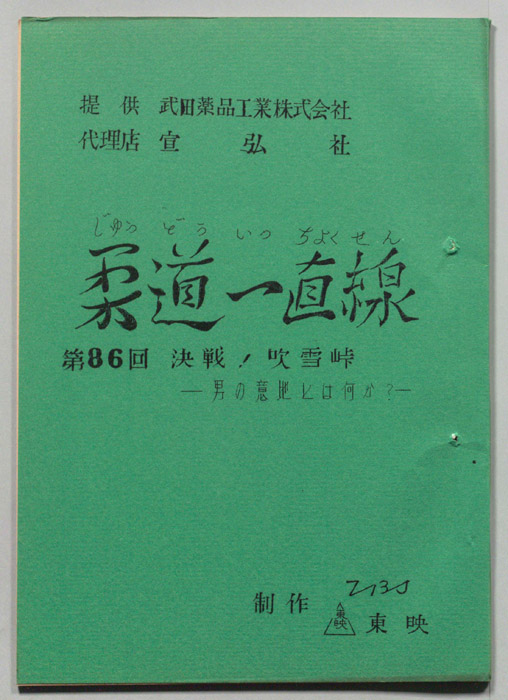 提供 武田薬品工業株式会社
代理店 宣弘社
じゅうどういっちょくせん
柔道一直線
第86回 決戦！吹雪峠
—男の意地とは何か？—
制作 東映 東映